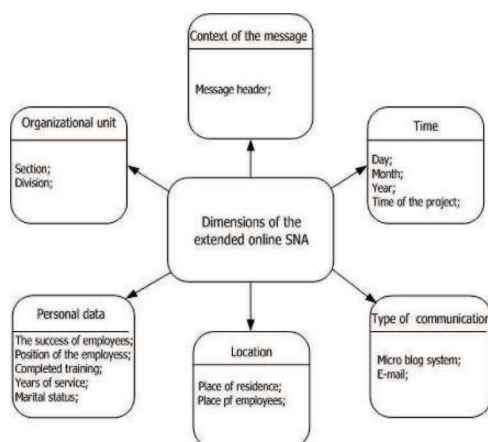 Context of the message
Message header;
Organizational unit
Section;
Division;
Time
Day;
Month;
Year;
Time of the project;
Dimensions of the
extended online SNA
Personal data
The success of employees;
Position of the employess;
Completed training;
Years of service;
Marital status;
Location
Place of residence;
Place pf employees;
Type of communication
Micro blog system;
E-mail;